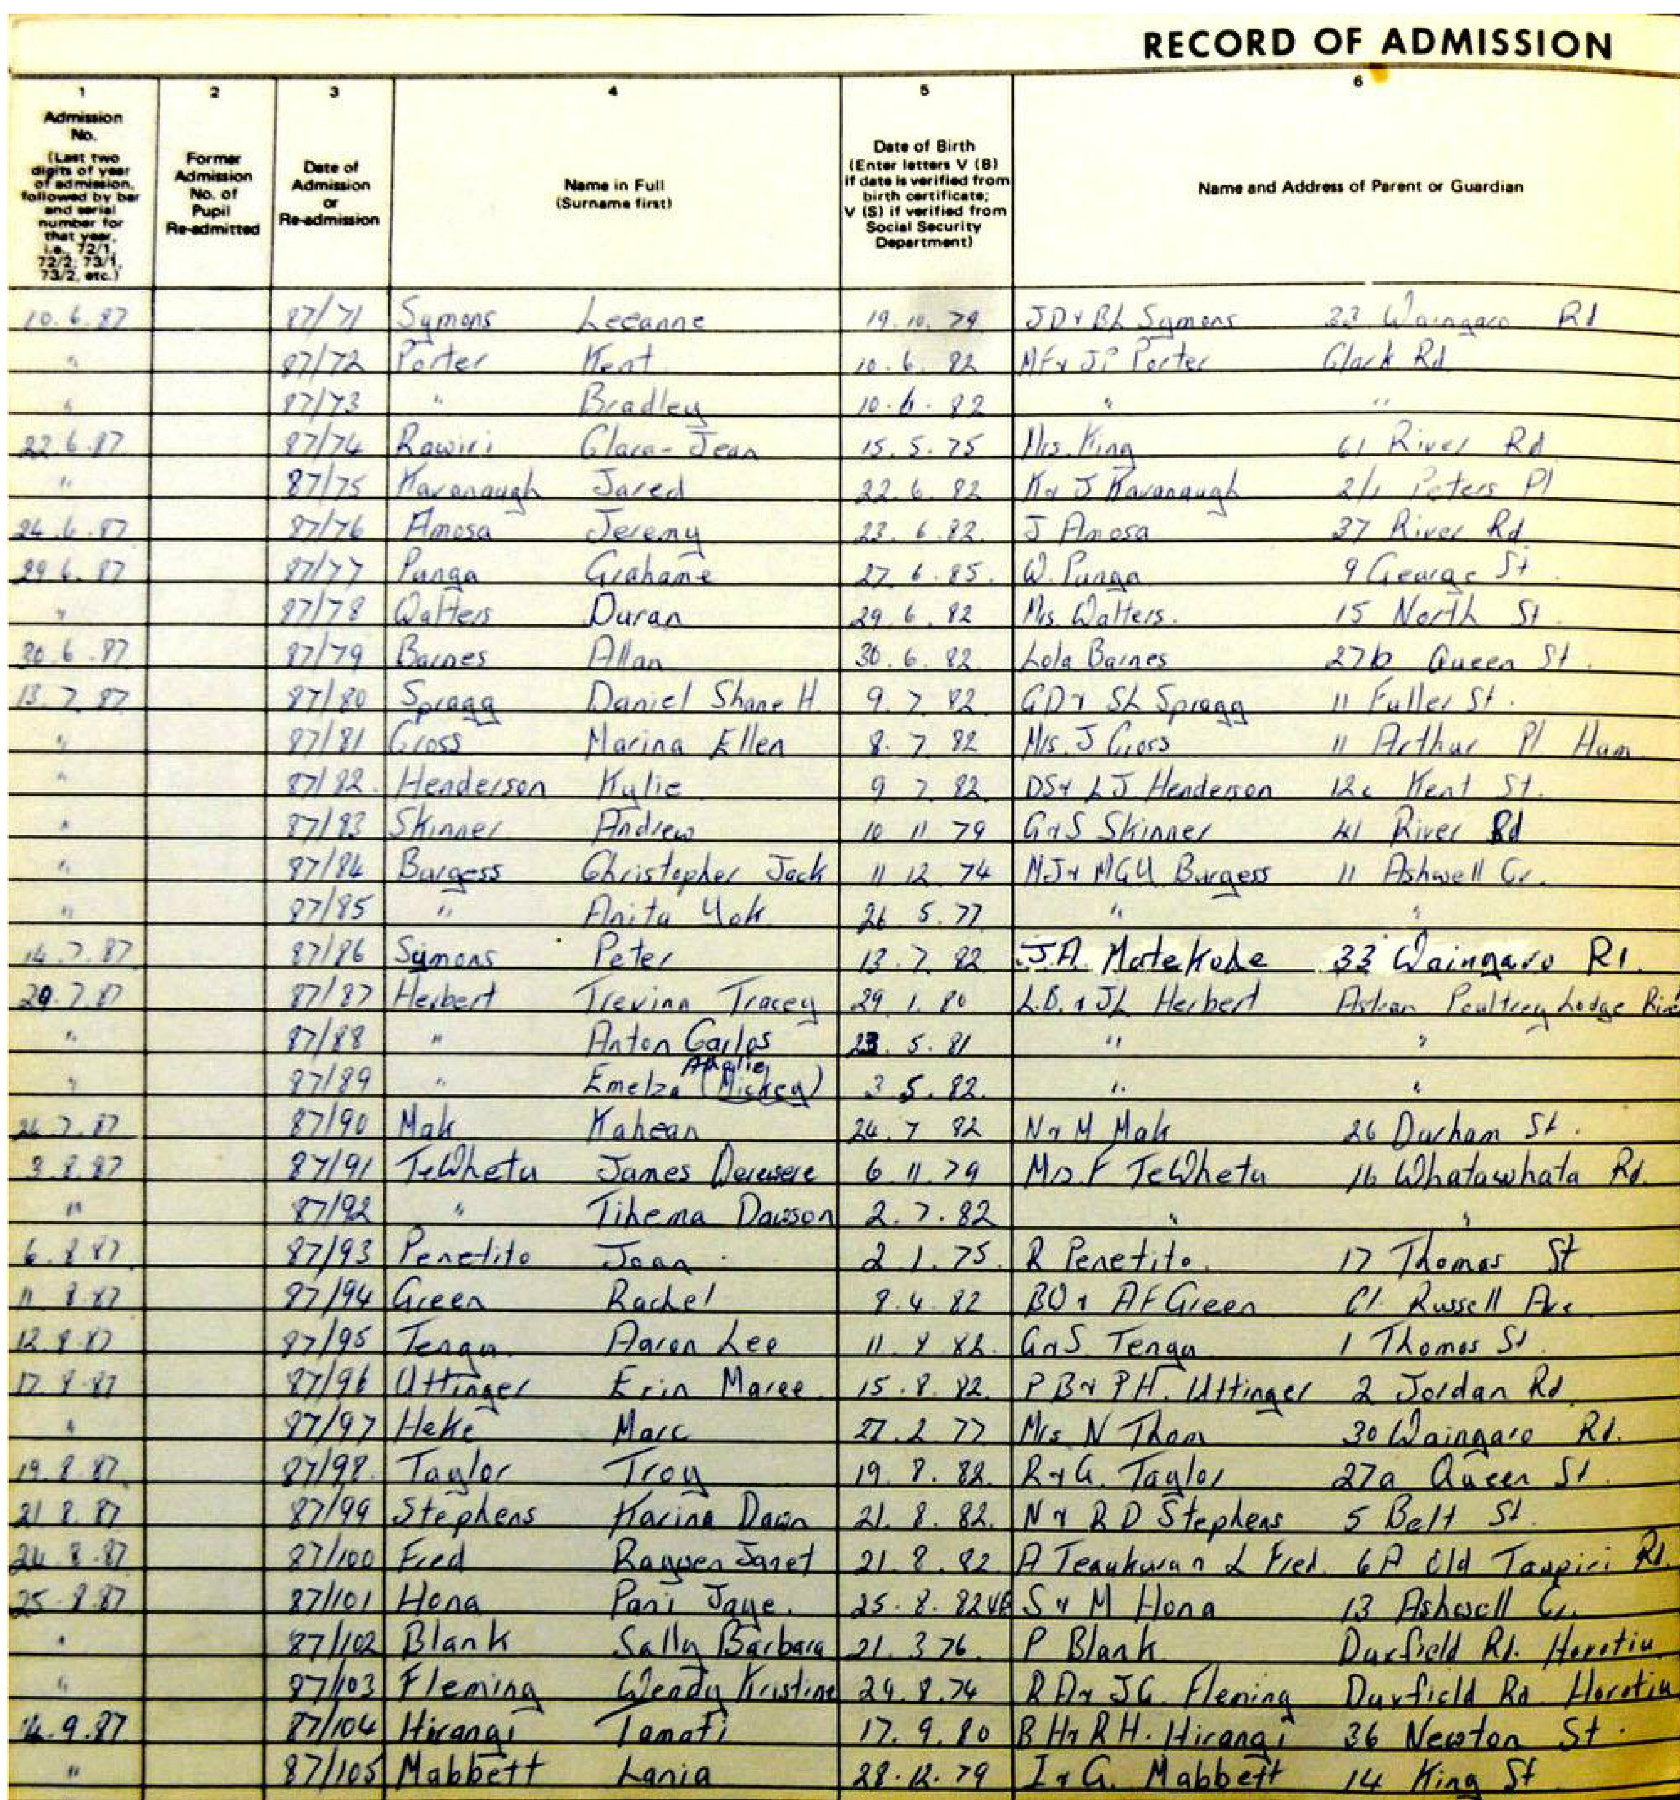 RECORD OF ADMISSION
1 2 3 4 5 6
Admission No. (Last two digits of year of admission, followed by bar and serial number for that year, i.e. 72/1, 72/2; 73/1, 73/2, etc.)
Former Admission No. of Pupil Re-admitted
Date of Admission or Re-admission
Name in Full (Surname first)
Date of Birth (Enter letters V (B) if date is verified from birth certificate; V (S) if verified from Social Security Department)
Name and Address of Parent or Guardian
10.6.87 87/71 Symons Leeanne 19.10.79 JD & BL Symons 33 Waingaro Rd
" 87/72 Porter Kent 10.6.82 Porter Clark Rd
" 87/73 " Bradley 10.6.82 " "
22.6.87 87/74 Rawiri Clara-Jean 15.5.75 Mrs. King 61 River Rd
" 87/75 Kavanaugh Jared 22.6.82 K & J Kavanaugh 2/1 Peters Pl
24.6.87 87/76 Amosa Jeremy 23.6.82. J Amosa 37 River Rd
29.6.87 87/77 Punga Grahame 27.6.85. W. Punga 9 George St
" 87/78 Walters Duran 29.6.82 Mrs. Walters. 15 North St.
30.6.87 87/79 Barnes Allan 30.6.82 Lola Barnes 27b Queen St.
13.7.87 87/80 Spragg Daniel Shane H. 9.7.82 GD & SL Spragg 11 Fuller St.
" 87/81 Cross Marina Ellen 8.7.82 Mrs. J Cross 11 Arthur Pl Ham
" 87/82. Henderson Kylie 9 7.82. DS & LJ Henderson 12c Kent St.
" 87/83 Skinner Andrew 10 11 79 G & S Skinner 41 River Rd
" 87/84 Burgess Christopher Jack 11 12.74 MJ & MGU Burgess 11 Ashwell Cr.
" 87/85 " Anita 26 5.77 " "
14.7.87 87/86 Symons Peter 13.7.82 J.A. Matekohe 33 Waingaro Rd.
29.7.87 87/87 Herbert Trevina Tracey 29.1.80 L.B. & JL Herbert Poultrey Lodge
" 87/88 " Anton Carlos 23.5.81 " "
" 87/89 " Emelza (Mickey) 3 5.82. " "
24.7.87 87/90 Mak Kahean 24.7 82 N & M Mak 26 Durham St.
3.8.87 87/91 TeWhetu James Derewere 6.11.79 Mrs F TeWhetu 16 Whatawhata Rd.
" 87/92 " Tihema Dawson 2.7.82 " "
6.8.87 87/93 Penetito Joan 2.1.75. R Penetito. 17 Thomas St
11 8.87 87/94 Green Rachel 8.4.82 & AF Green Russell Ave
12.8.87 87/95 Tengu Aaron Lee 11.8 82. G & S Tengu 1 Thomas St.
17.8.87 87/96 Uttinger Erin Maree 15.8.82. PB & PH. Uttinger 2 Jordan Rd
" 87/97 Heke Marc 27.2 77 Mrs N Thom 30 Waingaro Rd.
19.8.87 87/98 Taylor Troy 19.8.82. R & G. Taylor 27a Queen St.
21.8.87 87/99 Stephens Karina Dawn 21.8.82. N & R D Stephens 5 Belt St.
24.8.87 87/100 Fred Janet 21.8.82 L Fred. 6A Old Taupiri Rd.
25.8.87 87/101 Hona Pani Jaye. 25.8.82 VB S & M Hona 13 Ashwell Cr.
" 87/102 Blank Sally Barbara 21.3 76. P Blank Durfield Rd. Horotiu
" 87/103 Fleming Wendy Kristine 29.8.74 RA & JC. Fleming Durfield Rd Horotiu
14.9.87 87/104 Hirangi Tamati 17.9.80 BH & RH. Hirangi 36 Newton St.
" 87/105 Mabbett Lania 28.12.79 I & G. Mabbett 14 King St